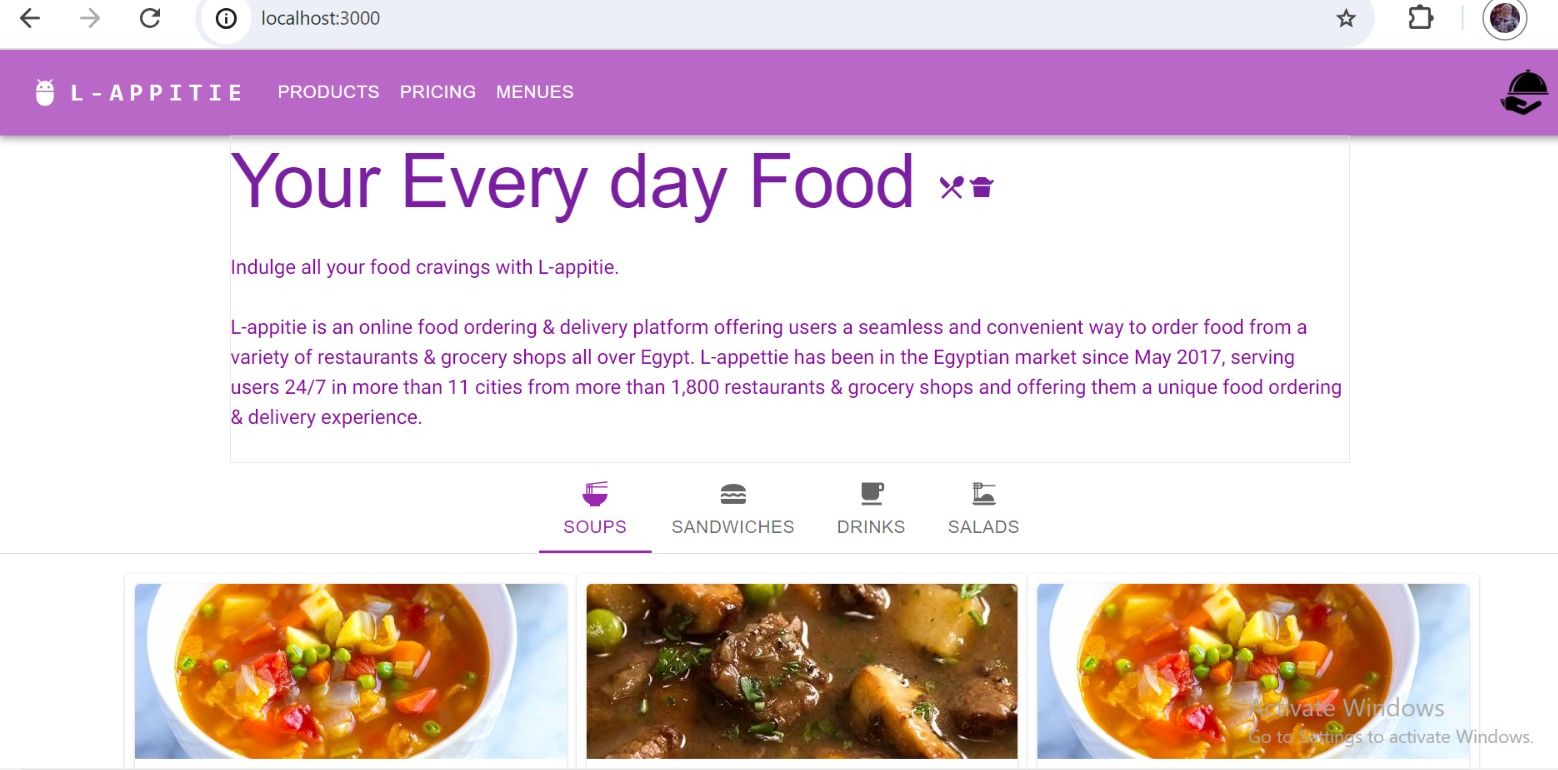 localhost:3000
L-APPITIE PRODUCTS PRICING MENUES
Your Every day Food
Indulge all your food cravings with L-appitie.
L-appitie is an online food ordering & delivery platform offering users a seamless and convenient way to order food from a
variety of restaurants & grocery shops all over Egypt. L-appettie has been in the Egyptian market since May 2017, serving
users 24/7 in more than 11 cities from more than 1,800 restaurants & grocery shops and offering them a unique food ordering
& delivery experience.
SOUPS SANDWICHES DRINKS SALADS
Activate Windows
Go to Settings to activate Windows.